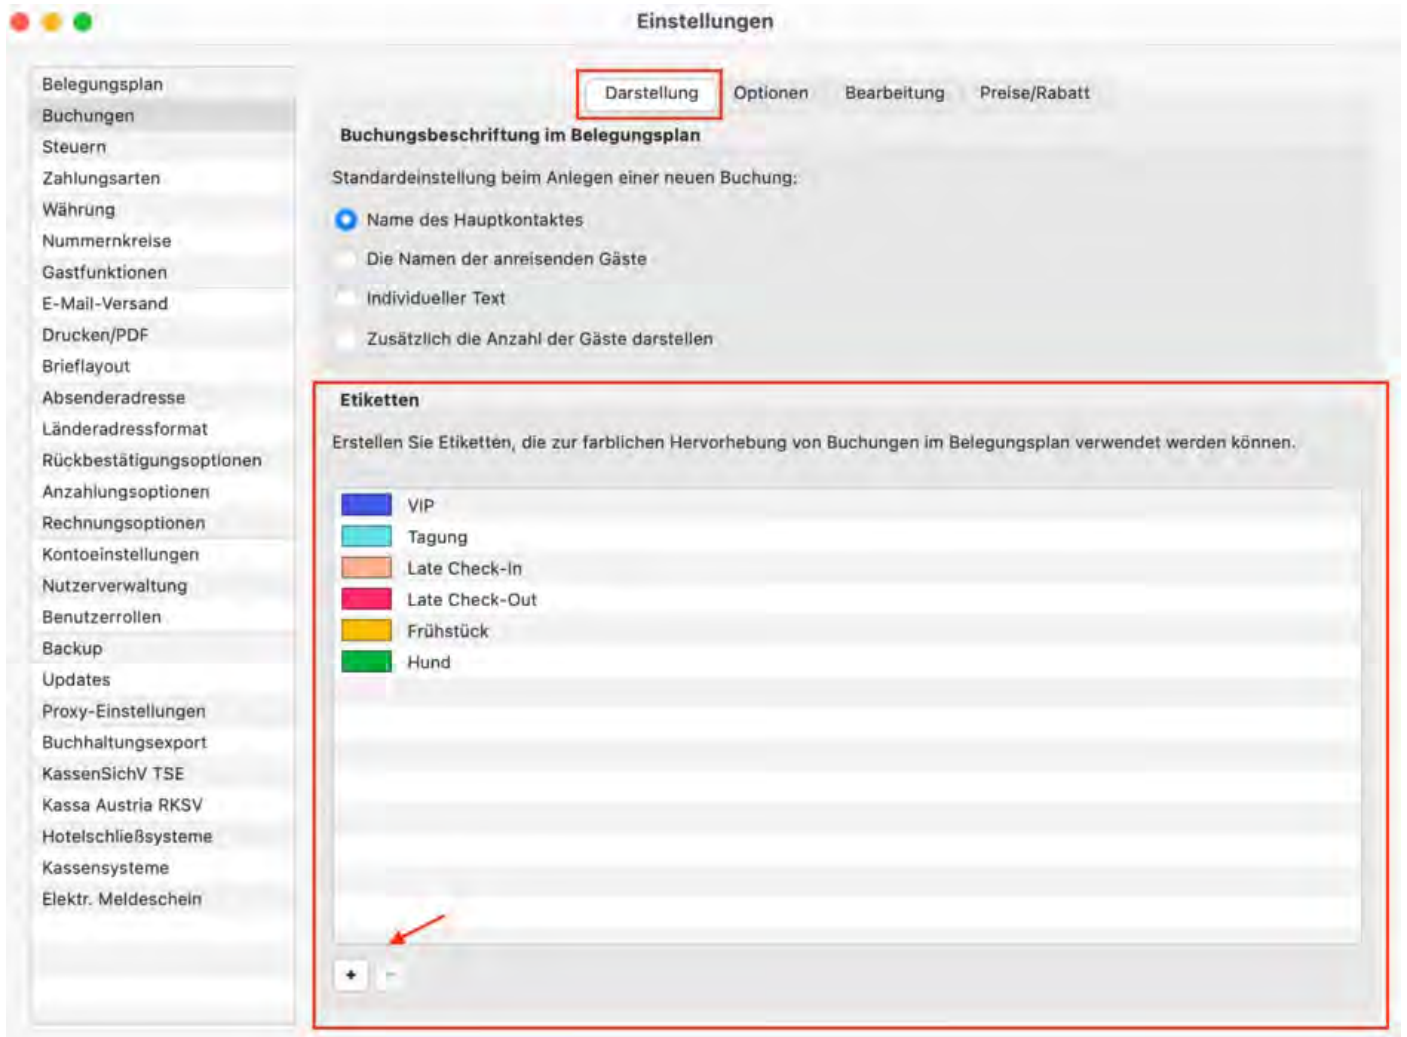 Einstellungen
Belegungsplan
Buchungen
Steuern
Zahlungsarten
Währung
Nummernkreise
Gastfunktionen
E-Mail-Versand
Drucken/PDF
Brieflayout
Absenderadresse
Länderadressformat
Rückbestätigungsoptionen
Anzahlungsoptionen
Rechnungsoptionen
Kontoeinstellungen
Nutzerverwaltung
Benutzerrollen
Backup
Updates
Proxy-Einstellungen
Buchhaltungsexport
KassenSichV TSE
Kassa Austria RKSV
Hotelschließsysteme
Kassensysteme
Elektr. Meldeschein
Darstellung Optionen Bearbeitung Preise/Rabatt
Buchungsbeschriftung im Belegungsplan
Standardeinstellung beim Anlegen einer neuen Buchung:
Name des Hauptkontaktes
Die Namen der anreisenden Gäste
Individueller Text
Zusätzlich die Anzahl der Gäste darstellen
Etiketten
Erstellen Sie Etiketten, die zur farblichen Hervorhebung von Buchungen im Belegungsplan verwendet werden können.
VIP
Tagung
Late Check-In
Late Check-Out
Frühstück
Hund
+ -